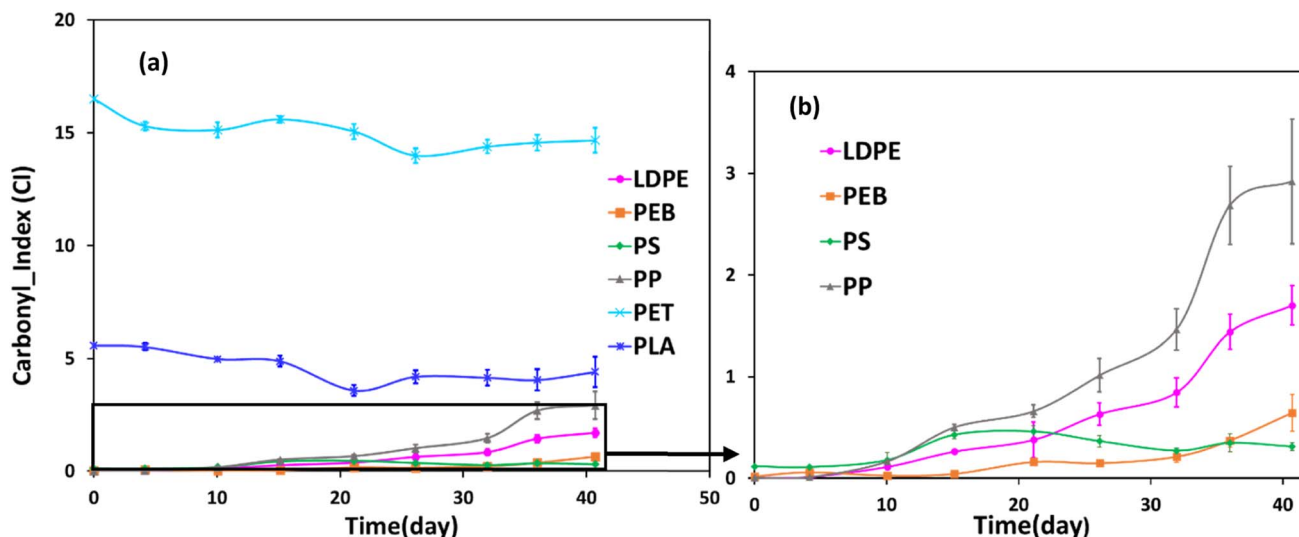 (a)
Carbonyl_Index (CI)
20
15
10
5
0
0 10 20 30 40 50
Time(day)
LDPE
PEB
PS
PP
PET
PLA
(b)
4
3
2
1
0
0 10 20 30 40
Time(day)
LDPE
PEB
PS
PP